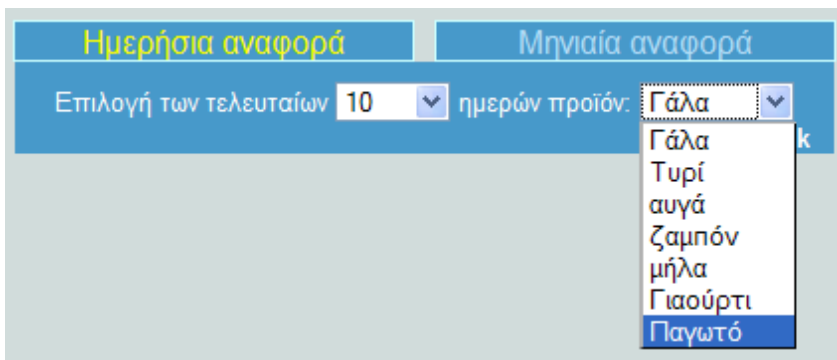 Ημερήσια αναφορά Μηνιαία αναφορά
Επιλογή των τελευταίων 10 ημερών προϊόν: Γάλα
k
Γάλα
Τυρί
αυγά
ζαμπόν
μήλα
Γιαούρτι
Παγωτό